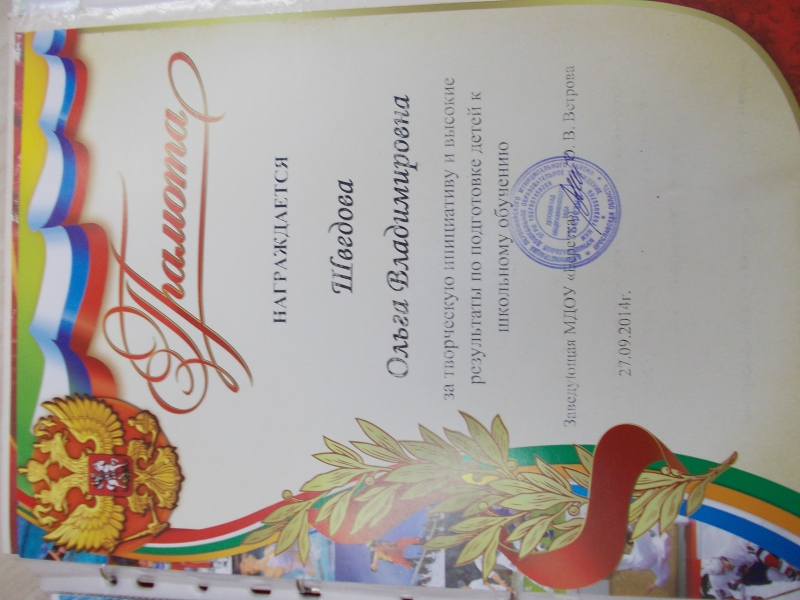 Грамота
НАГРАЖДАЕТСЯ
Шведова
Ольга Владимировна
за творческую инициативу и высокие
результаты по подготовке детей к
школьному обучению
Заведующая МДОУ В. Ветрова
27.09.2014г.